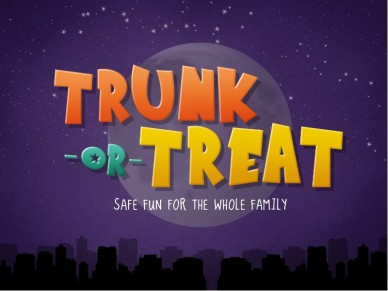 TRUNK
-OR-
TREAT
SAFE FUN FOR THE WHOLE FAMILY